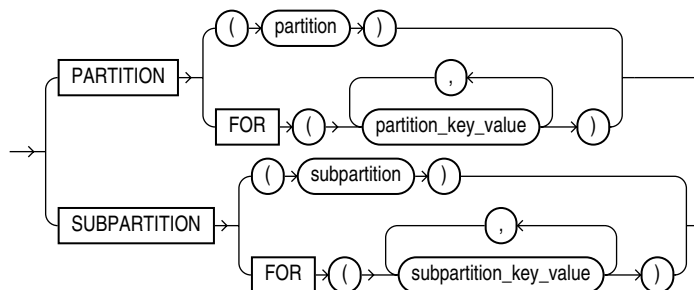 ( partition )
PARTITION
,
FOR ( partition_key_value )
( subpartition )
SUBPARTITION
,
FOR ( subpartition_key_value )